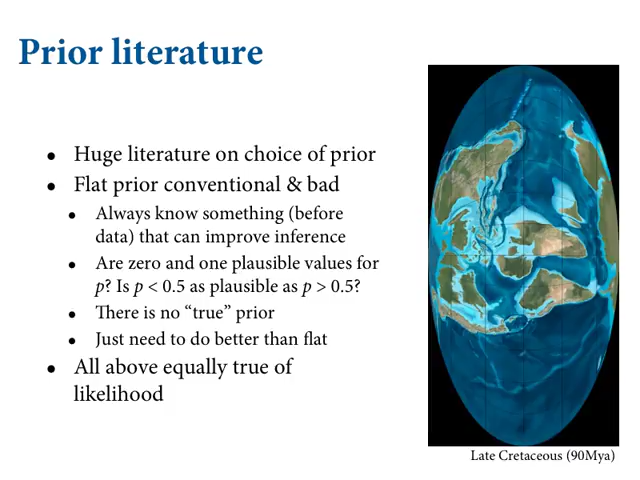 Prior literature
• Huge literature on choice of prior
• Flat prior conventional & bad
• Always know something (before
data) that can improve inference
• Are zero and one plausible values for
p? Is p < 0.5 as plausible as p > 0.5?
• There is no “true” prior
• Just need to do better than flat
• All above equally true of
likelihood
Late Cretaceous (90Mya)